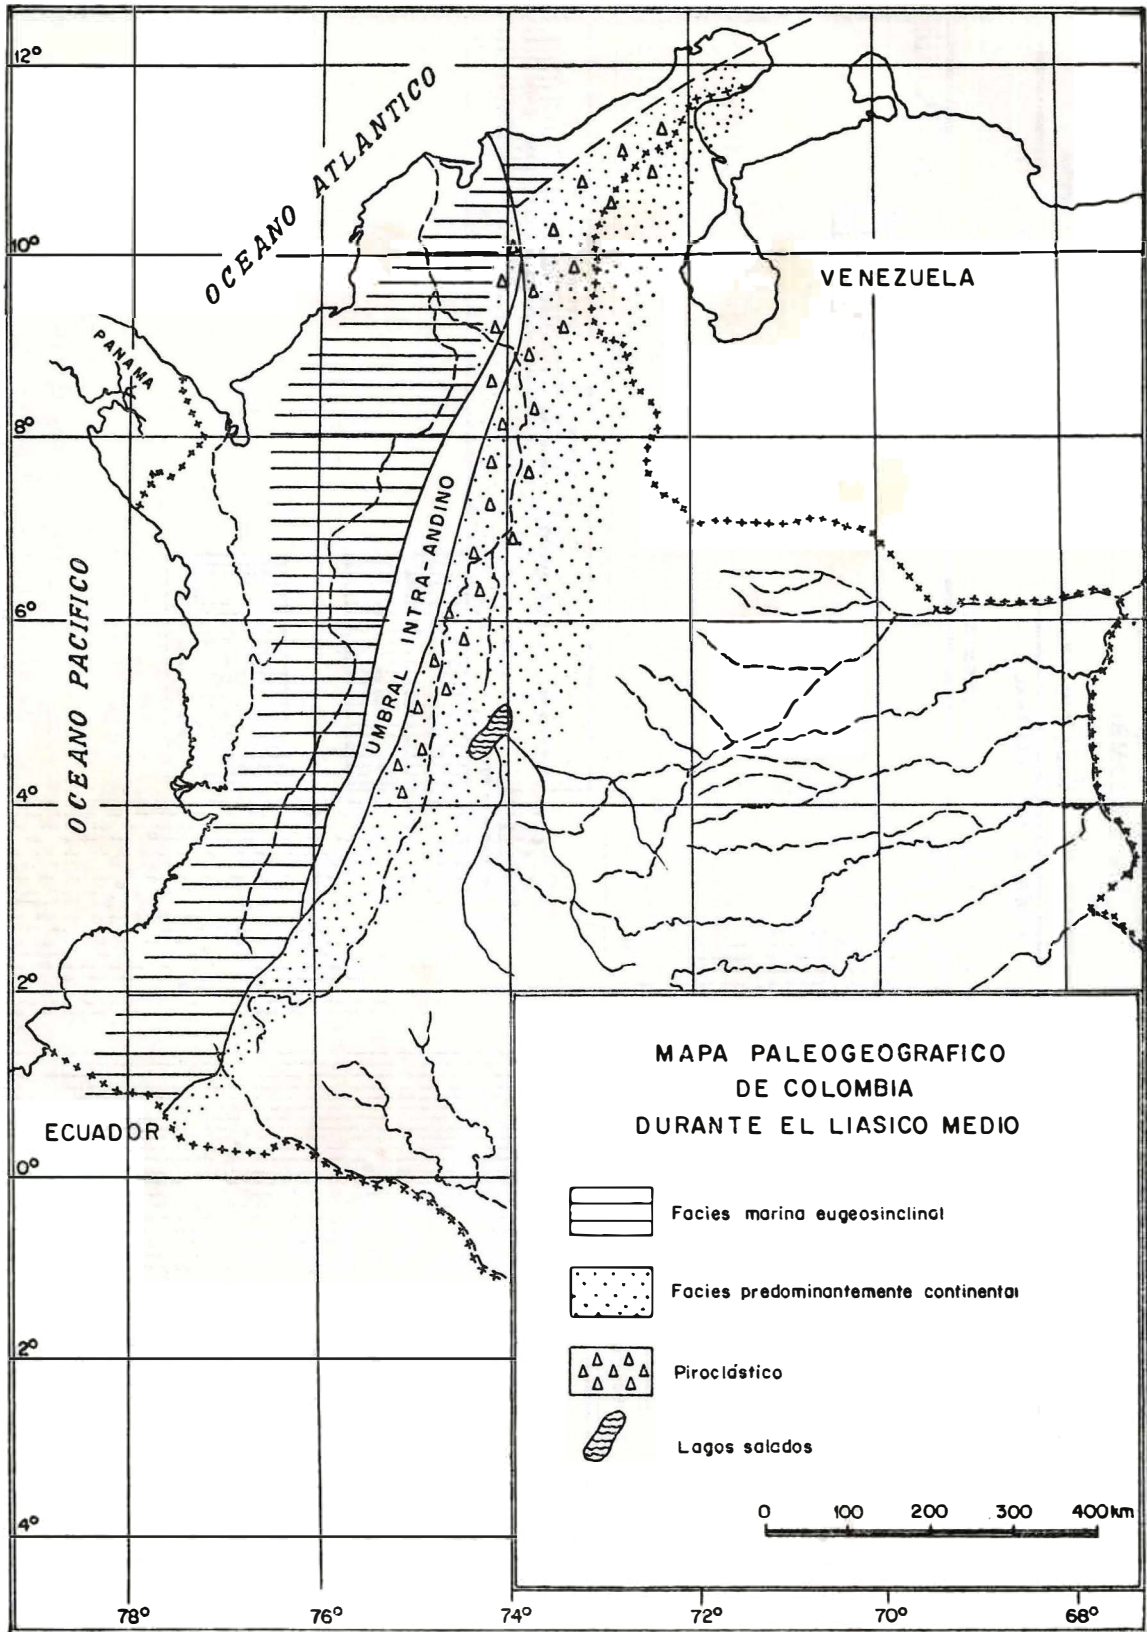 12º
OCEANO ATLANTICO
10º
VENEZUELA
PANAMA
8º
UMBRAL INTRA-ANDINO
OCEANO PACIFICO
6º
4º
2º
MAPA PALEOGEOGRAFICO
DE COLOMBIA
DURANTE EL LIASICO MEDIO
ECUADOR
0º
Facies marina eugeosinclinal
Facies predominantemente continental
2º
Piroclástico
Lagos salados
0 100 200 300 400km
4º
78º 76º 74º 72º 70º 68º